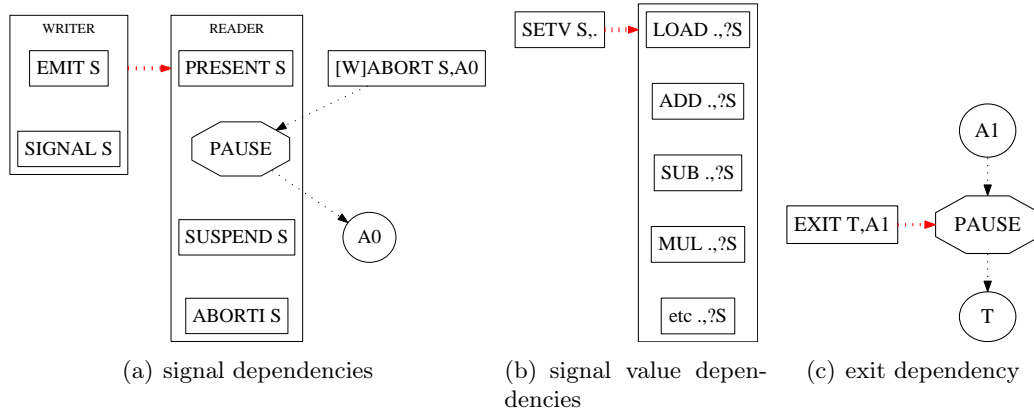 WRITER
EMIT S
SIGNAL S
READER
PRESENT S
PAUSE
SUSPEND S
ABORTI S
[W]ABORT S,A0
A0
(a) signal dependencies
SETV S,.
LOAD .,?S
ADD .,?S
SUB .,?S
MUL .,?S
etc .,?S
(b) signal value depen-
dencies
A1
EXIT T,A1
PAUSE
T
(c) exit dependency